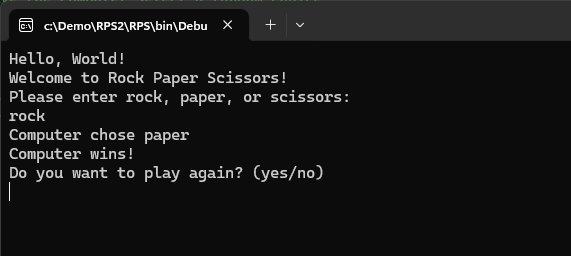 c:\Demo\RPS2\RPS\bin\Debu
Hello, World!
Welcome to Rock Paper Scissors!
Please enter rock, paper, or scissors:
rock
Computer chose paper
Computer wins!
Do you want to play again? (yes/no)